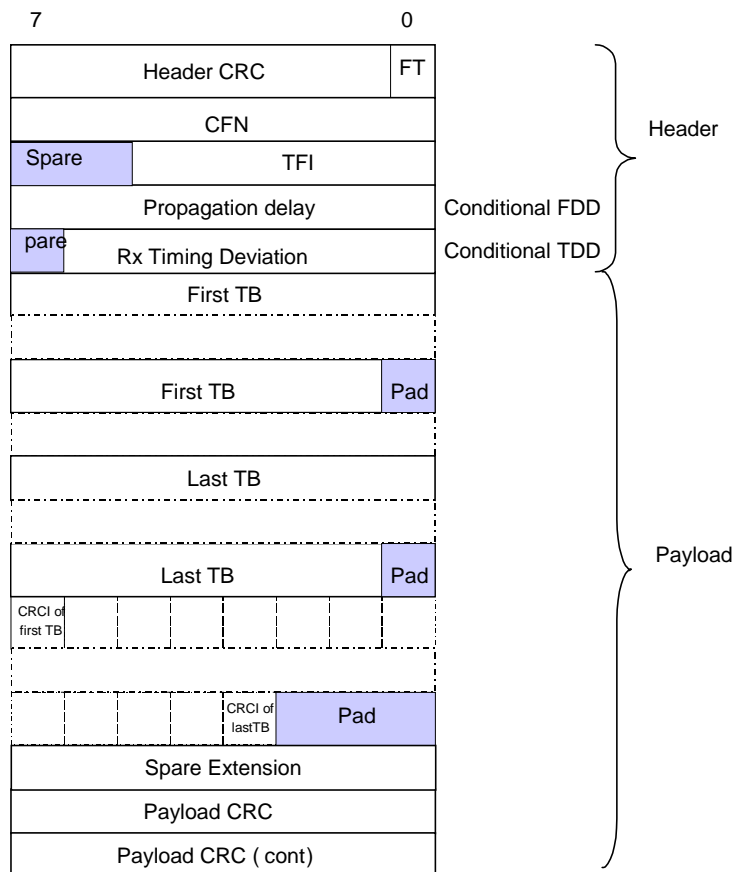 7 0
Header CRC FT
CFN
Header
Spare TFI
Propagation delay Conditional FDD
pare Rx Timing Deviation Conditional TDD
First TB
First TB Pad
Last TB
Payload
Last TB Pad
CRCI of
first TB
CRCI of
lastTB
Pad
Spare Extension
Payload CRC
Payload CRC ( cont)